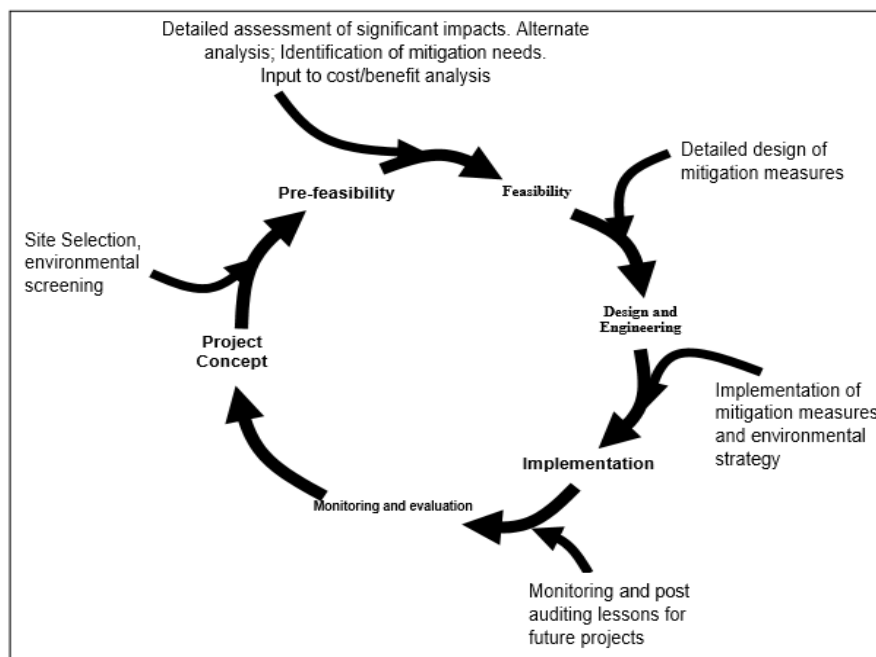 Detailed assessment of significant impacts. Alternate
analysis; Identification of mitigation needs.
Input to cost/benefit analysis
Pre-feasibility
Feasibility
Detailed design of
mitigation measures
Site Selection,
environmental
screening
Design and
Engineering
Project
Concept
Implementation of
mitigation measures
and environmental
strategy
Implementation
Monitoring and evaluation
Monitoring and post
auditing lessons for
future projects